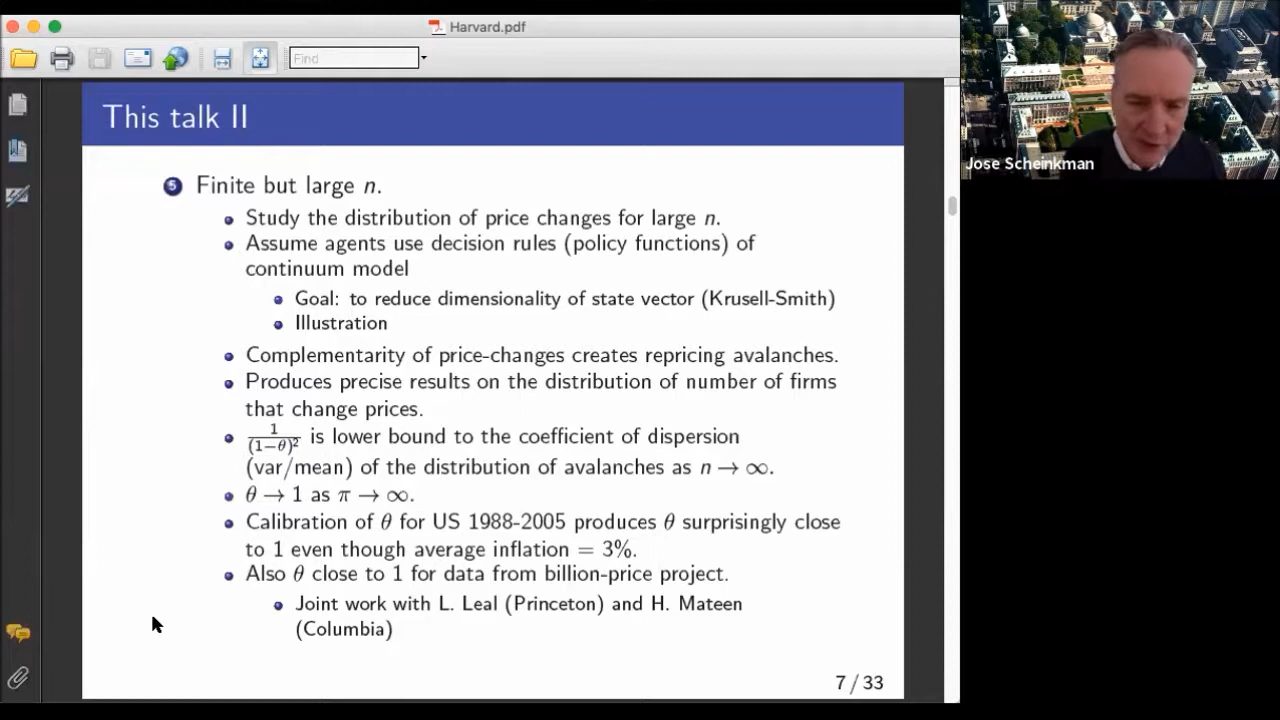 Harvard.pdf
Find
Jose Scheinkman
This talk II
5 Finite but large n.
Study the distribution of price changes for large n.
Assume agents use decision rules (policy functions) of
continuum model
Goal: to reduce dimensionality of state vector (Krusell-Smith)
Illustration
Complementarity of price-changes creates repricing avalanches.
Produces precise results on the distribution of number of firms
that change prices.
1/(1−θ)² is lower bound to the coefficient of dispersion
(var/mean) of the distribution of avalanches as n → ∞.
θ → 1 as π → ∞.
Calibration of θ for US 1988-2005 produces θ surprisingly close
to 1 even though average inflation = 3%.
Also θ close to 1 for data from billion-price project.
Joint work with L. Leal (Princeton) and H. Mateen
(Columbia)
7 / 33